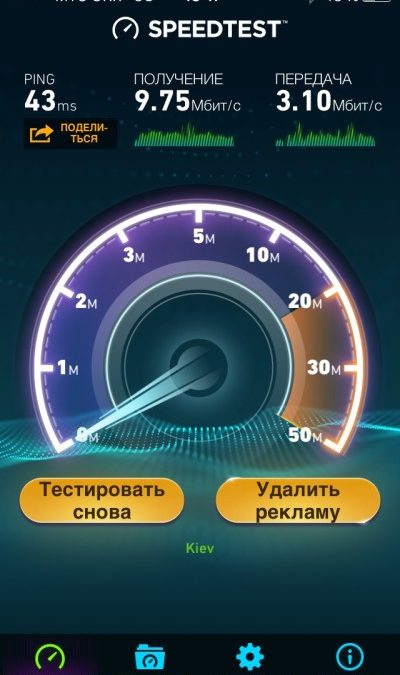 SPEEDTEST™
PING ПОЛУЧЕНИЕ ПЕРЕДАЧА
43ms 9.75Мбит/с 3.10Мбит/с
ПОДЕЛИ-
ТЬСЯ
5M
3M 10M
2M 20M
1M 30M
0M 50M
Тестировать Удалить
снова рекламу
Kiev